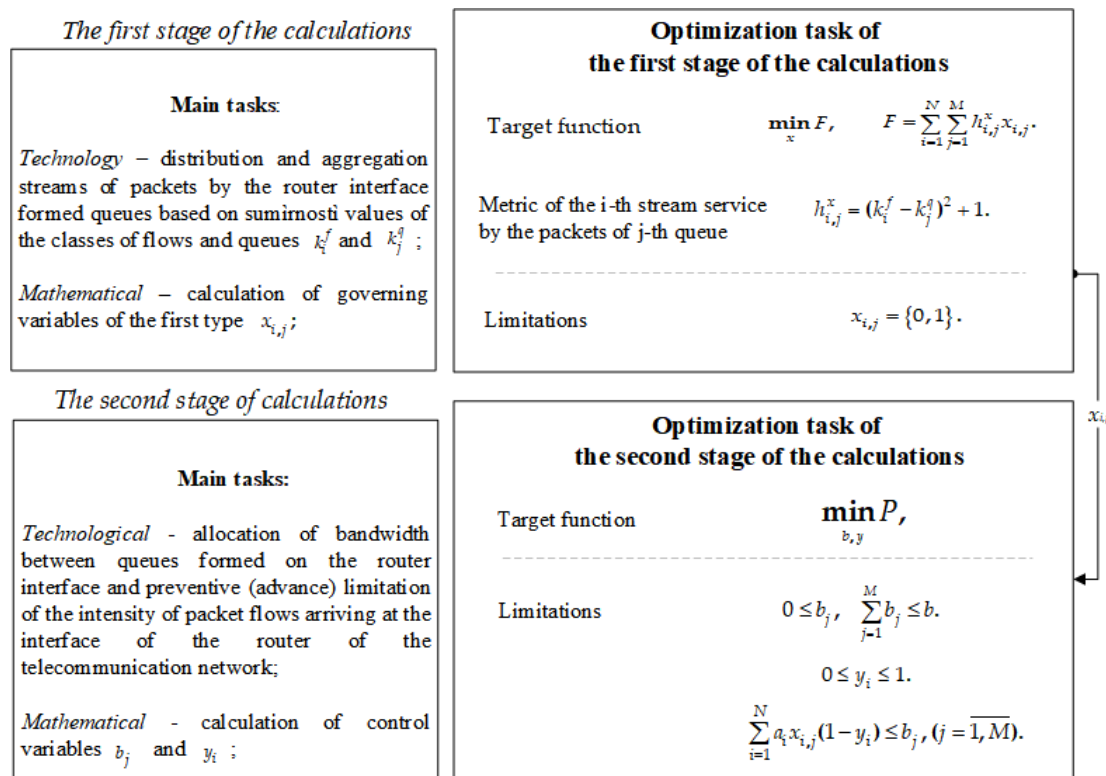 The first stage of the calculations
Main tasks:
Technology – distribution and aggregation
streams of packets by the router interface
formed queues based on sumìrnostì values of
the classes of flows and queues k_i^f and k_j^q ;
Mathematical – calculation of governing
variables of the first type x_{i,j};
Optimization task of
the first stage of the calculations
Target function min_x F, F = ∑_{i=1}^{N} ∑_{j=1}^{M} h_{i,j}^x x_{i,j}.
Metric of the i-th stream service
by the packets of j-th queue h_{i,j}^x = (k_i^f − k_j^q)^2 + 1.
Limitations x_{i,j} = {0,1}.
x_{i,
The second stage of calculations
Main tasks:
Technological - allocation of bandwidth
between queues formed on the router
interface and preventive (advance) limitation
of the intensity of packet flows arriving at the
interface of the router of the
telecommunication network;
Mathematical - calculation of control
variables b_j and y_i ;
Optimization task of
the second stage of the calculations
Target function min_{b,y} P,
Limitations 0 ≤ b_j, ∑_{j=1}^{M} b_j ≤ b.
0 ≤ y_i ≤ 1.
∑_{i=1}^{N} a_i x_{i,j}(1 − y_i) ≤ b_j, (j = \overline{1,M}).